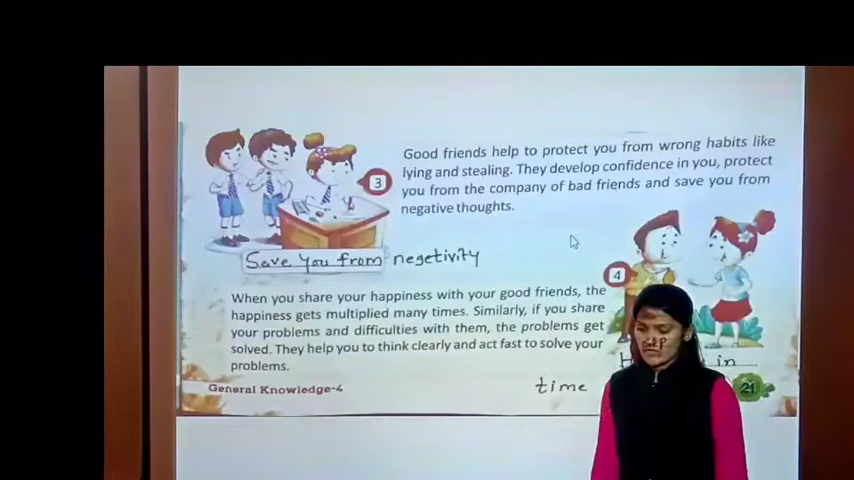 Good friends help to protect you from wrong habits like
lying and stealing. They develop confidence in you, protect
you from the company of bad friends and save you from
negative thoughts.
3
Save You from negetivity
4
When you share your happiness with your good friends, the
happiness gets multiplied many times. Similarly, if you share
your problems and difficulties with them, the problems get
solved. They help you to think clearly and act fast to solve your
problems.
in
time
General Knowledge-4
21